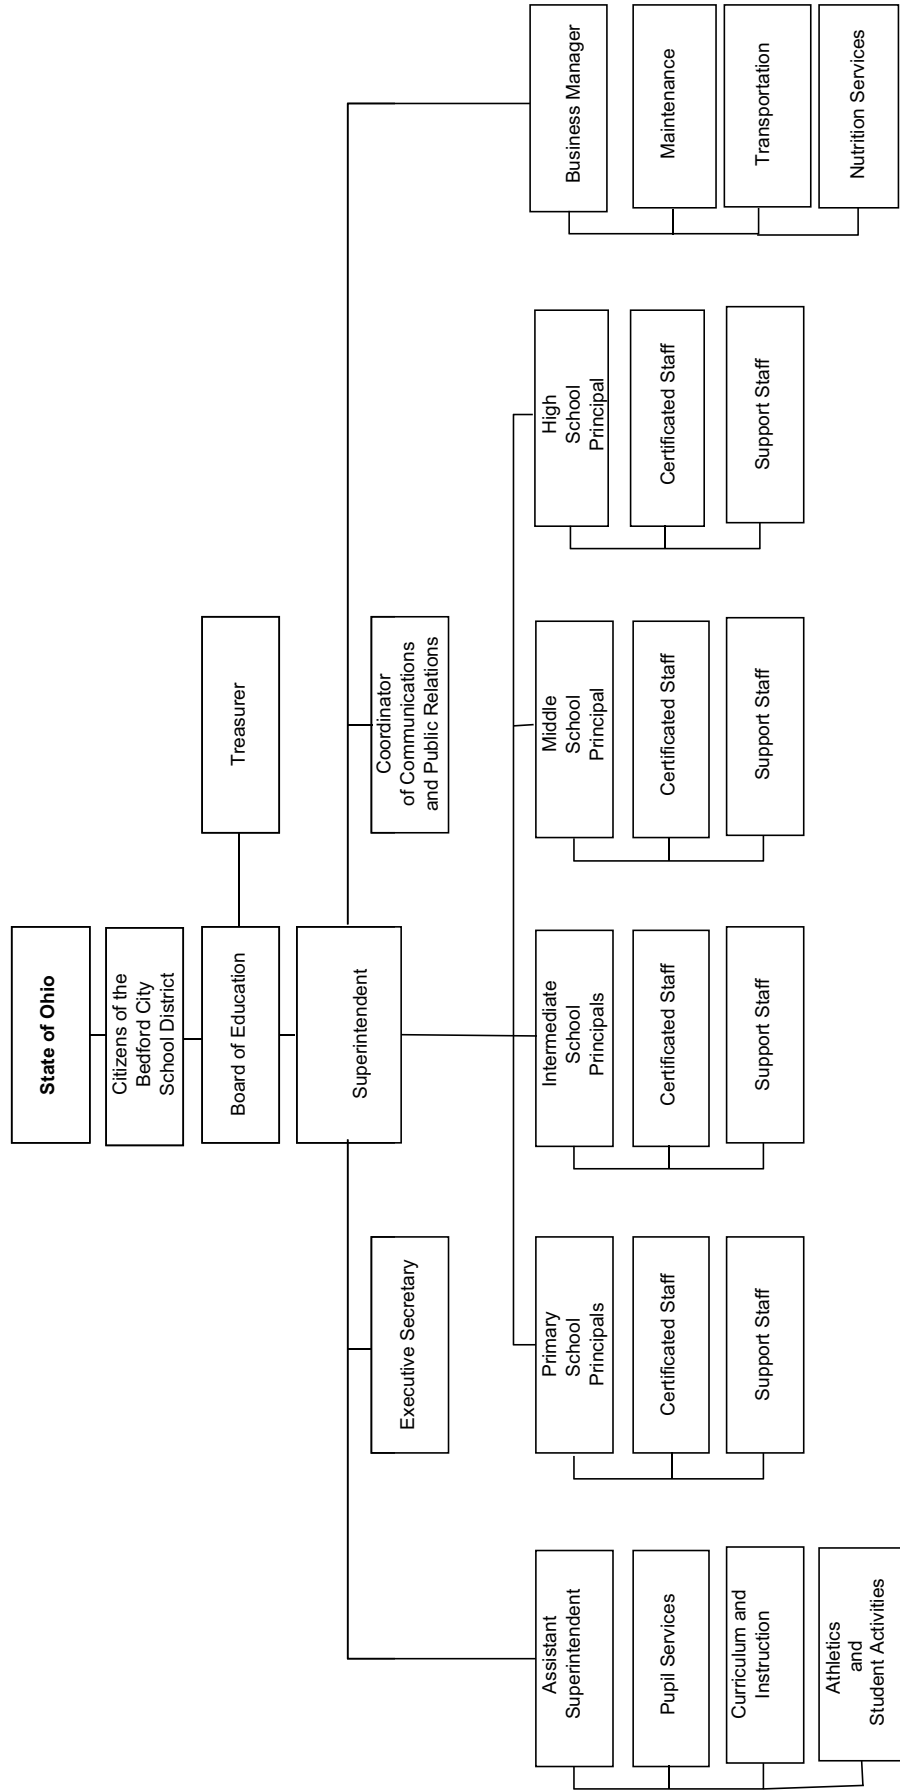 State of Ohio
Citizens of the
Bedford City
School District
Board of Education
Treasurer
Superintendent
Executive Secretary
Coordinator
of Communications
and Public Relations
Assistant
Superintendent
Pupil Services
Curriculum and
Instruction
Athletics
and
Student Activities
Primary
School
Principals
Certificated Staff
Support Staff
Intermediate
School
Principals
Certificated Staff
Support Staff
Middle
School
Principal
Certificated Staff
Support Staff
High
School
Principal
Certificated Staff
Support Staff
Business Manager
Maintenance
Transportation
Nutrition Services